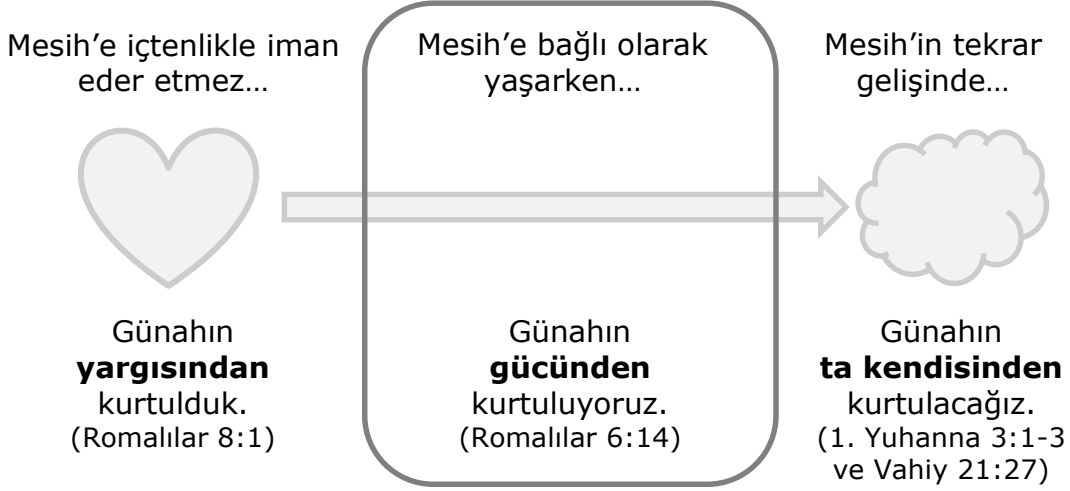 Mesih’e içtenlikle iman
eder etmez…
Mesih’e bağlı olarak
yaşarken…
Mesih’in tekrar
gelişinde…
Günahın
yargısından
kurtulduk.
(Romalılar 8:1)
Günahın
gücünden
kurtuluyoruz.
(Romalılar 6:14)
Günahın
ta kendisinden
kurtulacağız.
(1. Yuhanna 3:1-3
ve Vahiy 21:27)